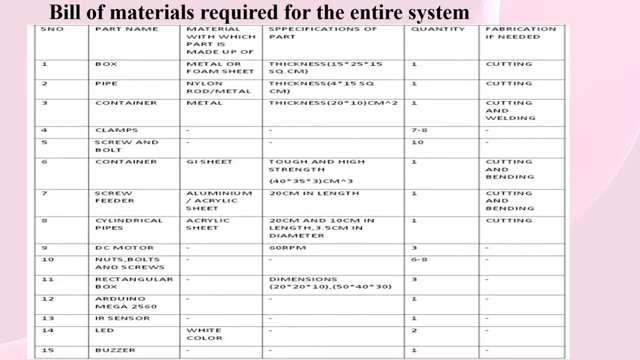 Bill of materials required for the entire system
SNO PART NAME MATERIAL WITH WHICH PART IS MADE UP OF SPPECIFICATIONS OF PART QUANTITY FABRICATION IF NEEDED
1 BOX METAL OR FOAM SHEET THICKNESS(15*25*15 SQ.CM) 1 CUTTING
2 PIPE NYLON ROD/METAL THICKNESS(4*15 SQ CM) 1 CUTTING
3 CONTAINER METAL THICKNESS(20*10)CM^2 1 CUTTING AND WELDING
4 CLAMPS - - 7-8 -
5 SCREW AND BOLT - - 10 -
6 CONTAINER GI SHEET TOUGH AND HIGH STRENGTH (40*35*3)CM^3 1 CUTTING AND BENDING
7 SCREW FEEDER ALUMINIUM / ACRYLIC SHEET 20CM IN LENGTH 1 CUTTING AND BENDING
8 CYLINDRICAL PIPES ACRYLIC SHEET 20CM AND 10CM IN LENGTH,3.5CM IN DIAMETER 1 CUTTING
9 DC MOTOR - 60RPM 3 -
10 NUTS,BOLTS AND SCREWS - - 6-8 -
11 RECTANGULAR BOX - DIMENSIONS (20*20*10),(50*40*30) 3 -
12 ARDUINO MEGA 2560 - - 1 -
13 IR SENSOR - - 1 -
14 LED WHITE COLOR - 2 -
15 BUZZER - - 1 -